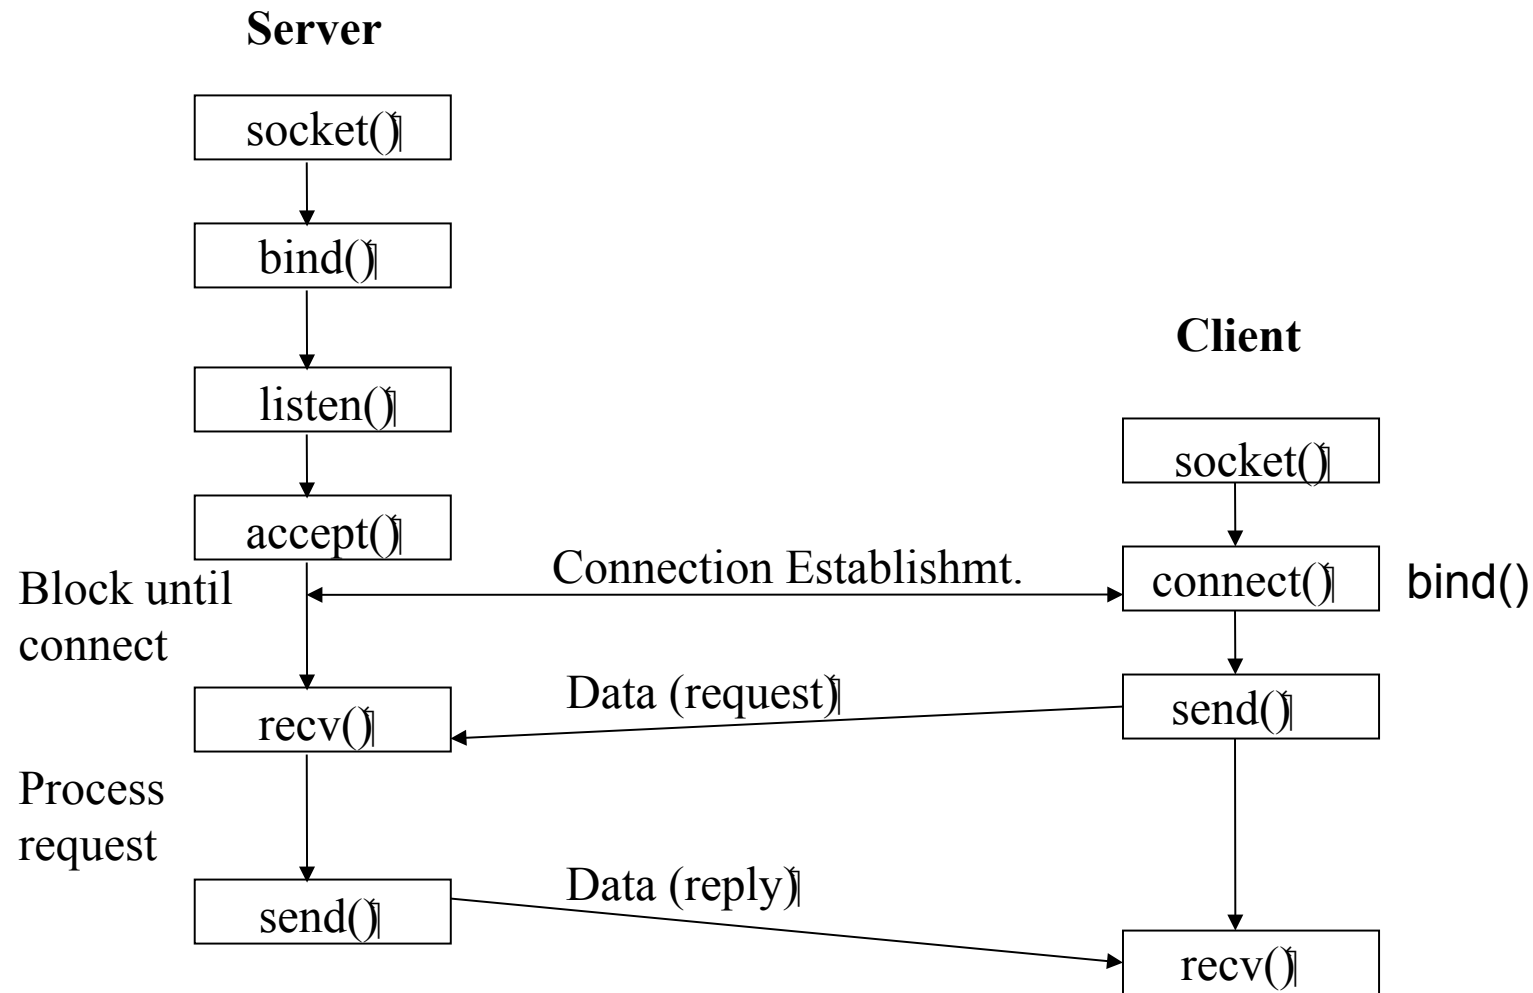 Server
socket()
bind()
listen()
accept()
Block until
connect
recv()
Process
request
send()
Connection Establishmt.
Data (request)
Data (reply)
Client
socket()
connect()
bind()
send()
recv()